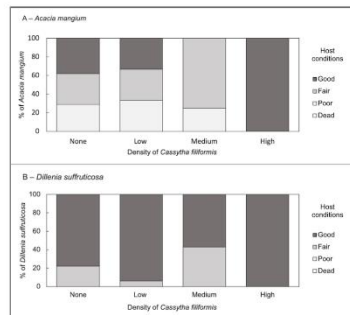 A – Acacia mangium
% of Acacia mangium
100
80
60
40
20
0
None
Low
Medium
High
Density of Cassytha filiformis
Host
conditions
Good
Fair
Poor
Dead
B – Dillenia suffruticosa
% of Dillenia suffruticosa
100
80
60
40
20
0
None
Low
Medium
High
Density of Cassytha filiformis
Host
conditions
Good
Fair
Poor
Dead